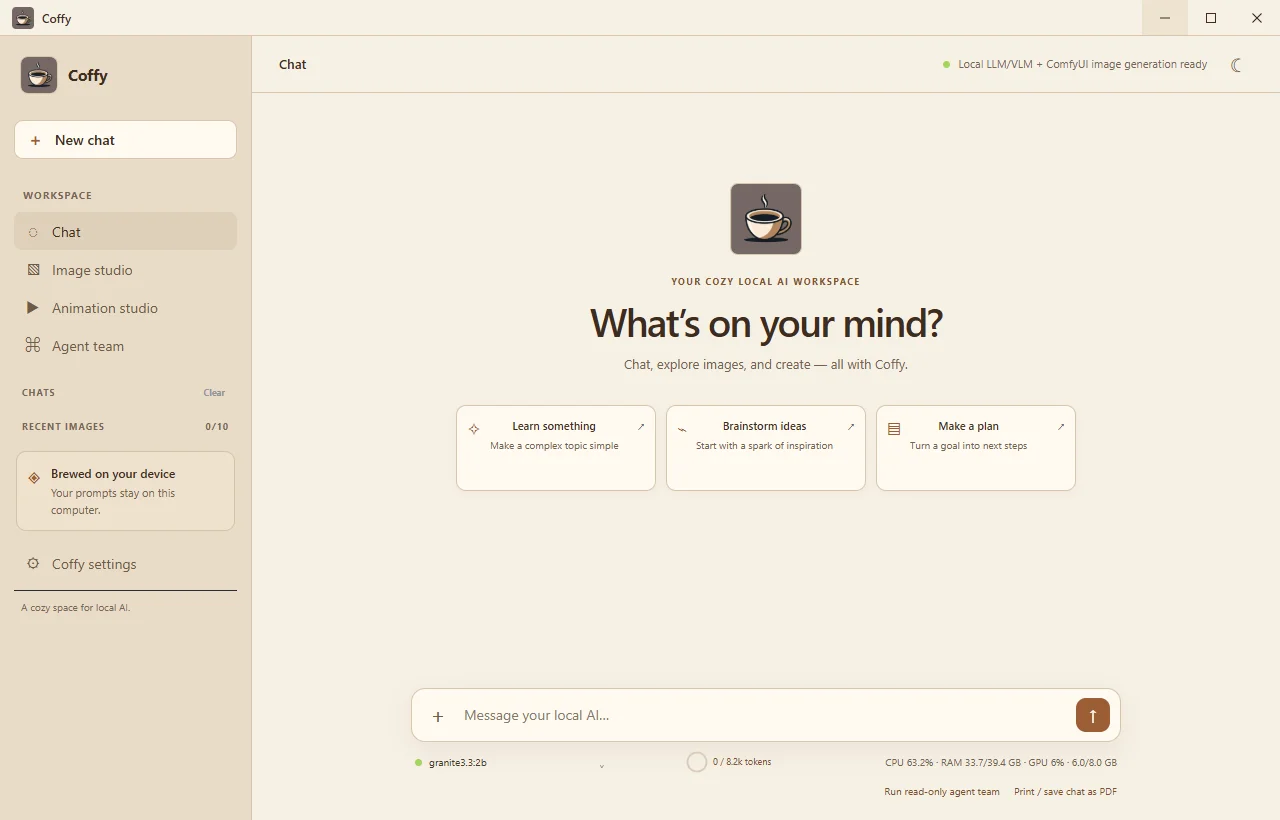 Coffy
Coffy
+ New chat
WORKSPACE
Chat
Image studio
Animation studio
Agent team
CHATS
Clear
RECENT IMAGES
0/10
Brewed on your device
Your prompts stay on this
computer.
Coffy settings
A cozy space for local AI.
Chat
Local LLM/VLM + ComfyUI image generation ready
YOUR COZY LOCAL AI WORKSPACE
What's on your mind?
Chat, explore images, and create — all with Coffy.
Learn something
Make a complex topic simple
Brainstorm ideas
Start with a spark of inspiration
Make a plan
Turn a goal into next steps
+ Message your local AI...
granite3.3:2b
0 / 8.2k tokens
CPU 63.2% · RAM 33.7/39.4 GB · GPU 6% · 6.0/8.0 GB
Run read-only agent team
Print / save chat as PDF